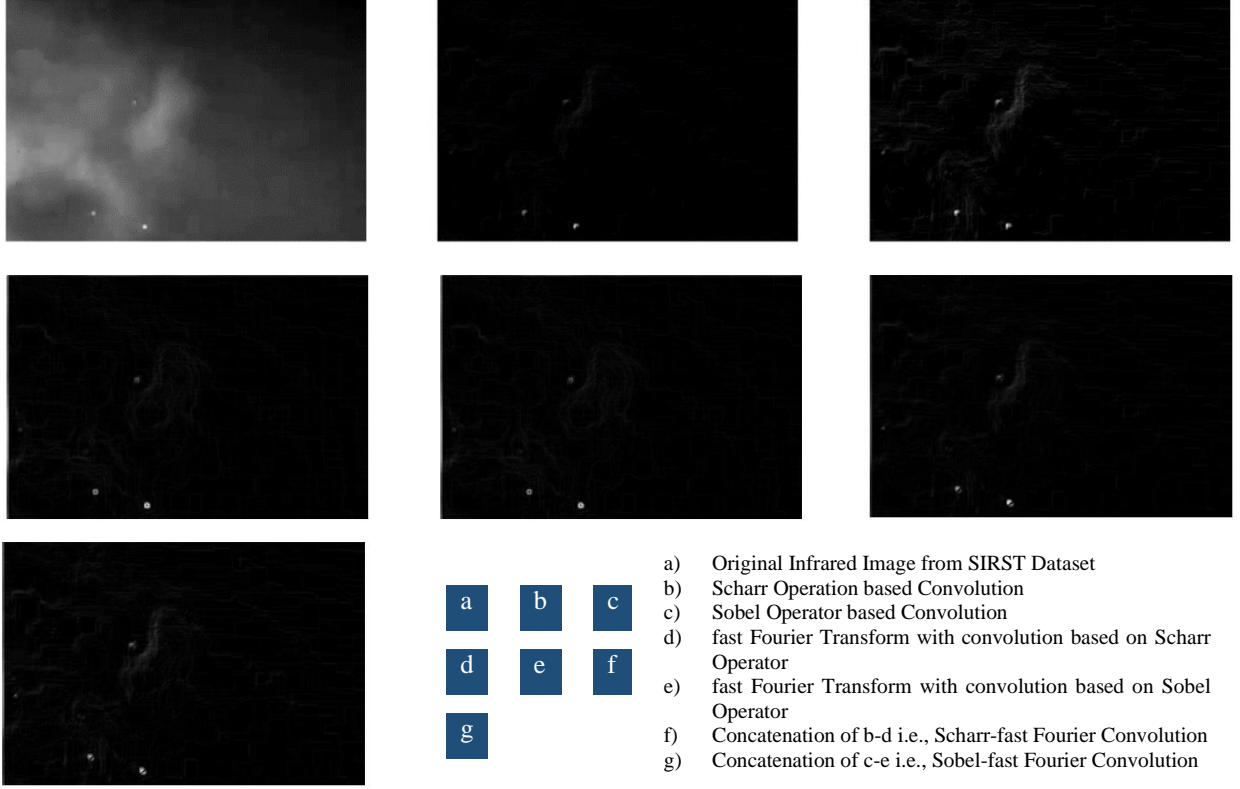 a b c
d e f
g
a) Original Infrared Image from SIRST Dataset
b) Scharr Operation based Convolution
c) Sobel Operator based Convolution
d) fast Fourier Transform with convolution based on Scharr
Operator
e) fast Fourier Transform with convolution based on Sobel
Operator
f) Concatenation of b-d i.e., Scharr-fast Fourier Convolution
g) Concatenation of c-e i.e., Sobel-fast Fourier Convolution